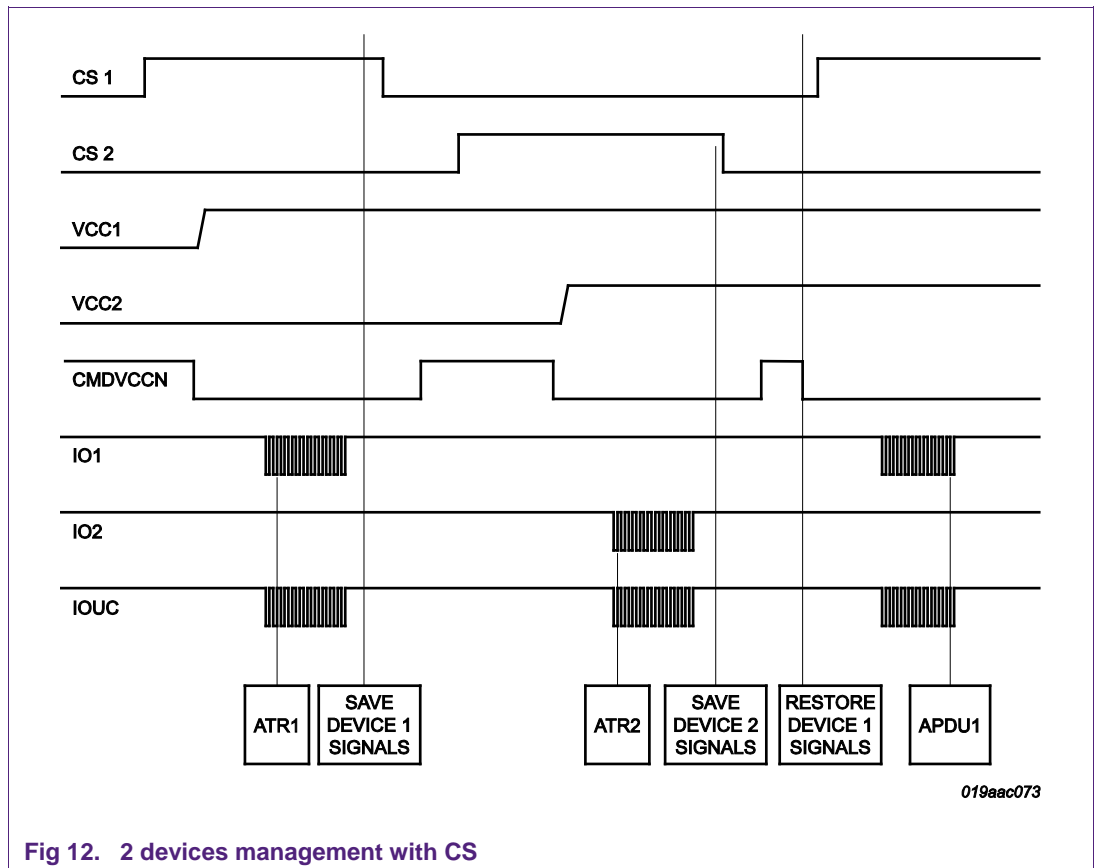 CS 1
CS 2
VCC1
VCC2
CMDVCCN
IO1
IO2
IOUC
ATR1
SAVE
DEVICE 1
SIGNALS
ATR2
SAVE
DEVICE 2
SIGNALS
RESTORE
DEVICE 1
SIGNALS
APDU1
019aac073
Fig 12. 2 devices management with CS